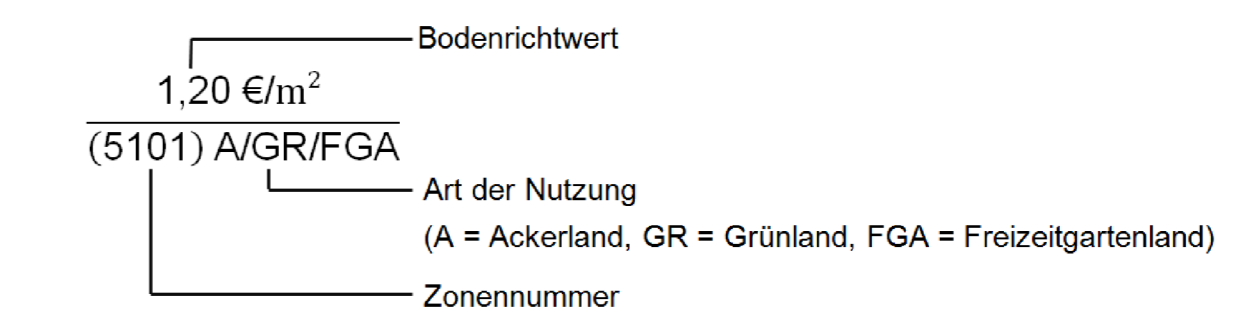 Bodenrichtwert
1,20 €/m²
(5101) A/GR/FGA
Art der Nutzung
(A = Ackerland, GR = Grünland, FGA = Freizeitgartenland)
Zonennummer